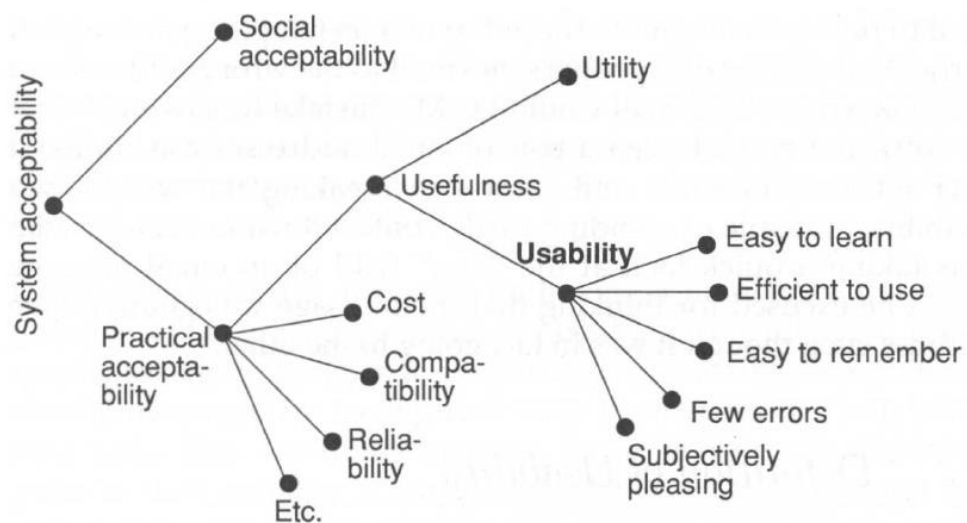 Social
acceptability
Utility
System acceptability
Usefulness
Usability
Easy to learn
Efficient to use
Easy to remember
Few errors
Subjectively
pleasing
Practical
accepta-
bility
Cost
Compa-
tibility
Relia-
bility
Etc.